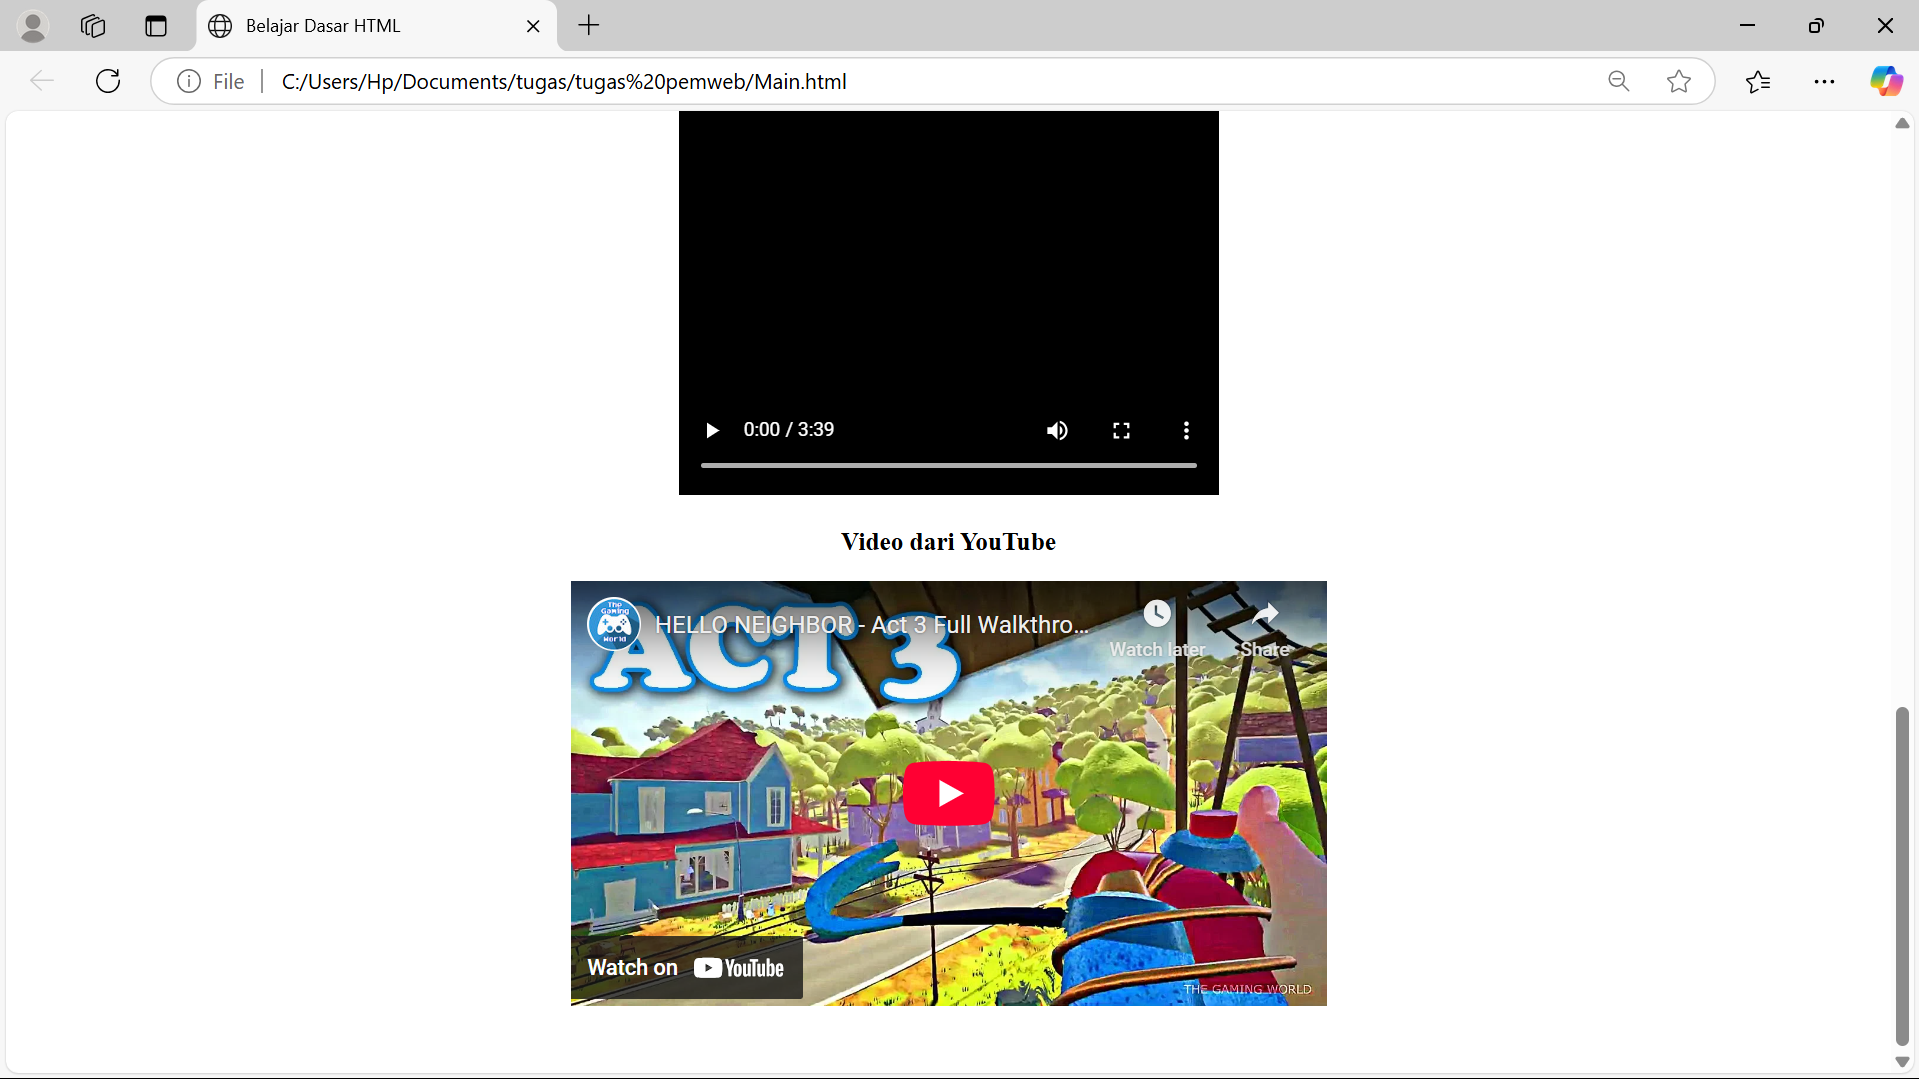 Belajar Dasar HTML
File
C:/Users/Hp/Documents/tugas/tugas%20pemweb/Main.html
0:00 / 3:39
Video dari YouTube
The Gaming World
HELLO NEIGHBOR - Act 3 Full Walkthro...
Watch later
Share
ACT 3
Watch on YouTube
THE GAMING WORLD